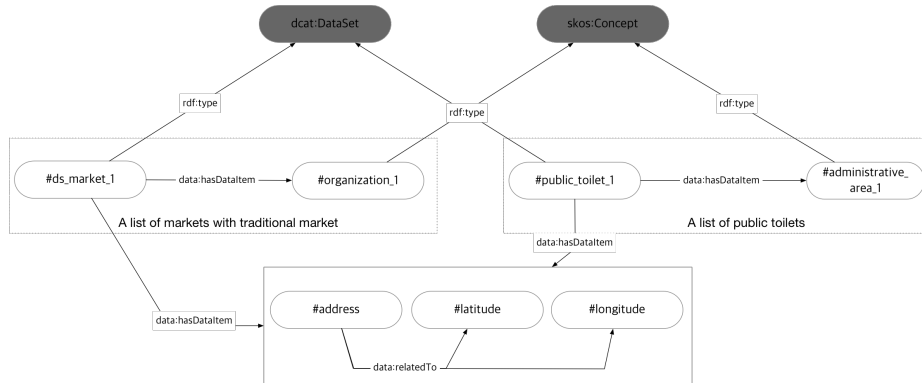 dcat:DataSet
skos:Concept
rdf:type
rdf:type
rdf:type
#ds_market_1
data:hasDataItem
#organization_1
#public_toilet_1
data:hasDataItem
#administrative_
area_1
A list of markets with traditional market
A list of public toilets
data:hasDataItem
#address
#latitude
#longitude
data:hasDataItem
data:relatedTo